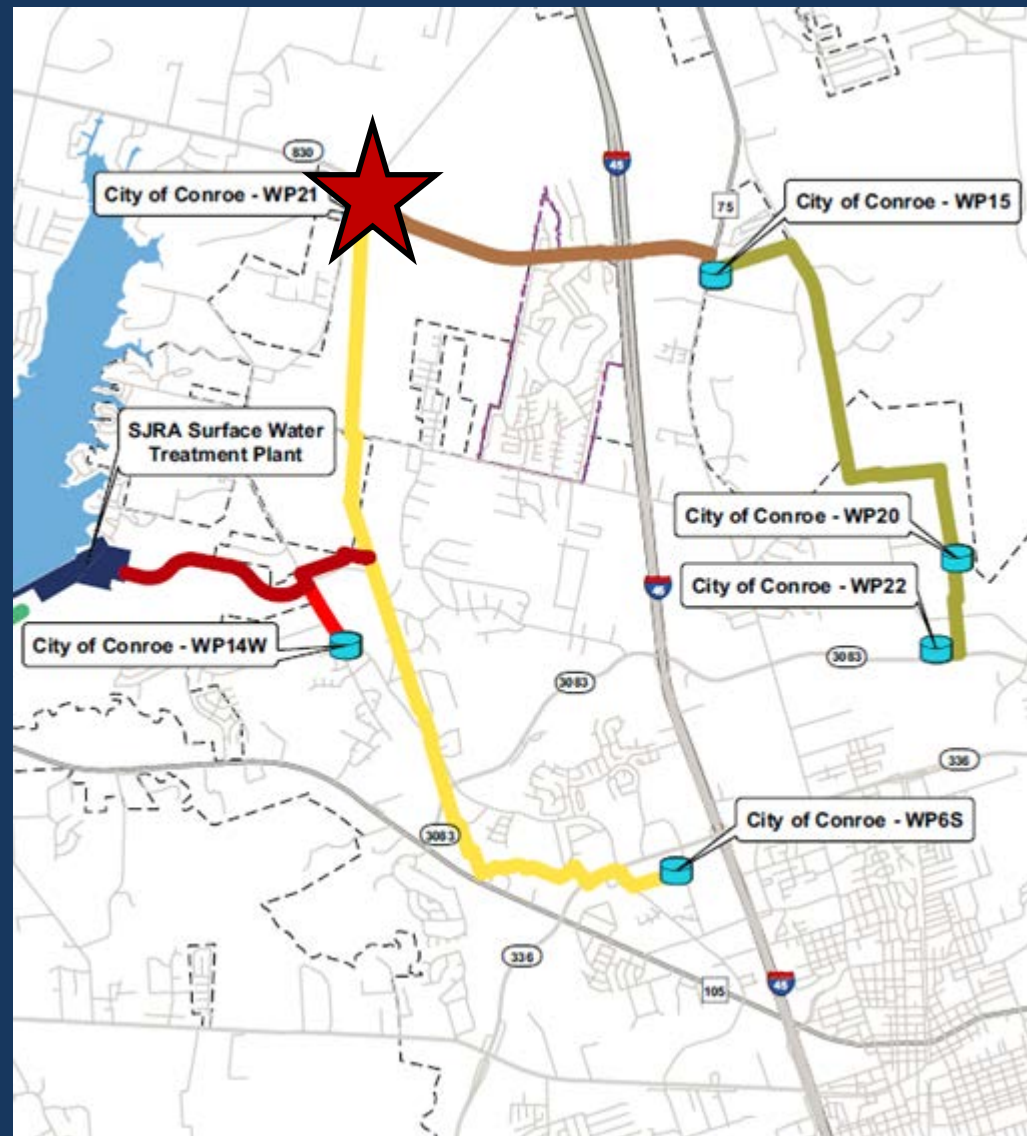 830
45
City of Conroe - WP21
75
City of Conroe - WP15
SJRA Surface Water
Treatment Plant
City of Conroe - WP20
45
City of Conroe - WP22
City of Conroe - WP14W
3083
3083
336
City of Conroe - WP6S
3083
336
45
105